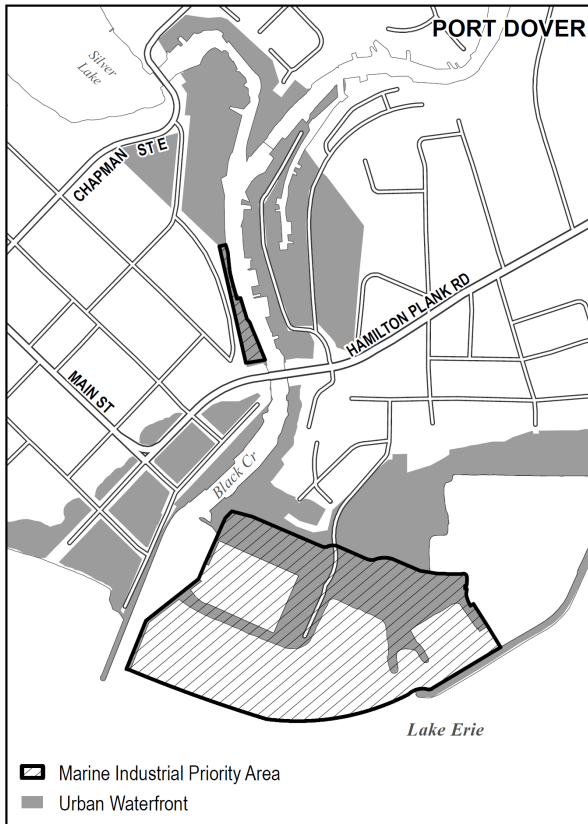 PORT DOVER
Silver
Lake
CHAPMAN ST E
HAMILTON PLANK RD
MAIN ST
Black Cr
Lake Erie
Marine Industrial Priority Area
Urban Waterfront